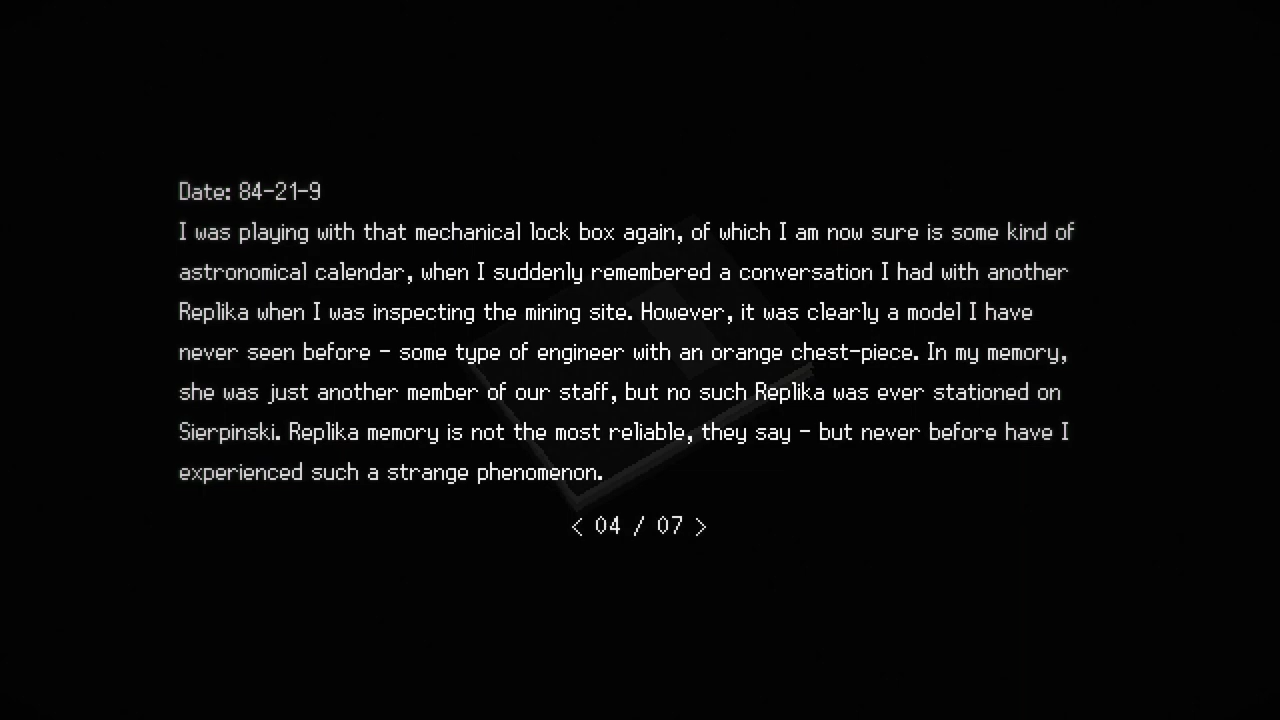 Date: 84-21-9
I was playing with that mechanical lock box again, of which I am now sure is some kind of
astronomical calendar, when I suddenly remembered a conversation I had with another
Replika when I was inspecting the mining site. However, it was clearly a model I have
never seen before - some type of engineer with an orange chest-piece. In my memory,
she was just another member of our staff, but no such Replika was ever stationed on
Sierpinski. Replika memory is not the most reliable, they say - but never before have I
experienced such a strange phenomenon.
< 04 / 07 >